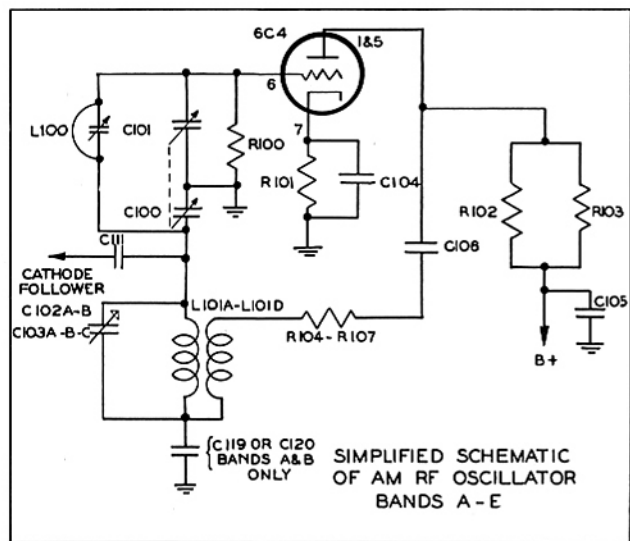 6C4
1&5
6
7
L100
C101
R100
R101
C104
C100
R102
R103
C106
C111
CATHODE
FOLLOWER
C102A-B
C103A-B-C
L101A-L101D
R104-R107
C105
B+
C119 OR C120
BANDS A&B
ONLY
SIMPLIFIED SCHEMATIC
OF AM RF OSCILLATOR
BANDS A-E